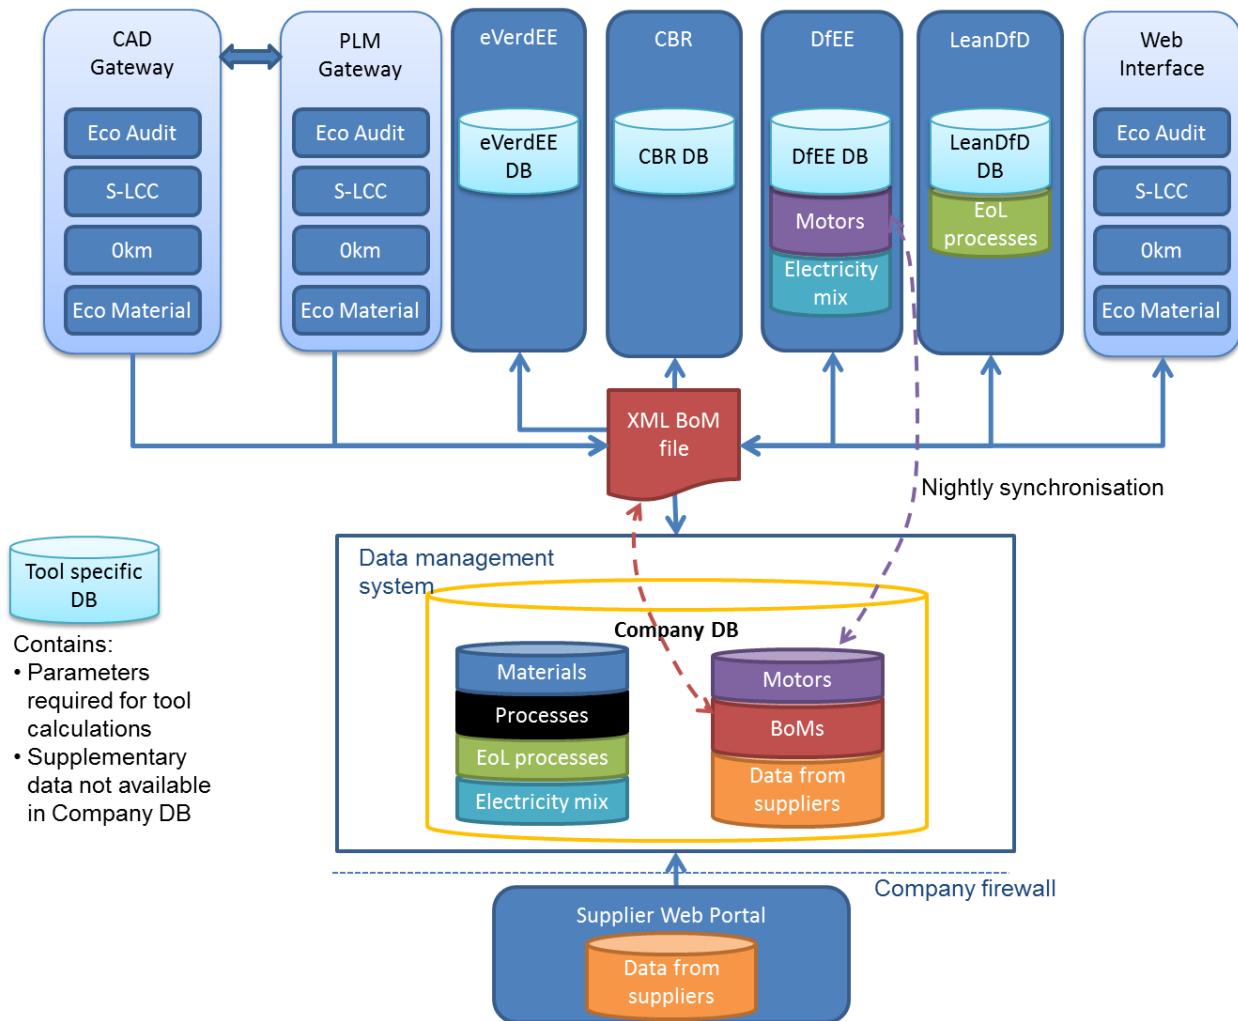 CAD
Gateway
Eco Audit
S-LCC
0km
Eco Material
PLM
Gateway
Eco Audit
S-LCC
0km
Eco Material
eVerdEE
eVerdEE
DB
CBR
CBR DB
DfEE
DfEE DB
Motors
Electricity
mix
LeanDfD
LeanDfD
DB
EoL
processes
Web
Interface
Eco Audit
S-LCC
0km
Eco Material
XML BoM
file
Nightly synchronisation
Tool specific
DB
Contains:
• Parameters
required for tool
calculations
• Supplementary
data not available
in Company DB
Data management
system
Company DB
Materials
Processes
EoL processes
Electricity mix
Motors
BoMs
Data from
suppliers
Company firewall
Supplier Web Portal
Data from
suppliers